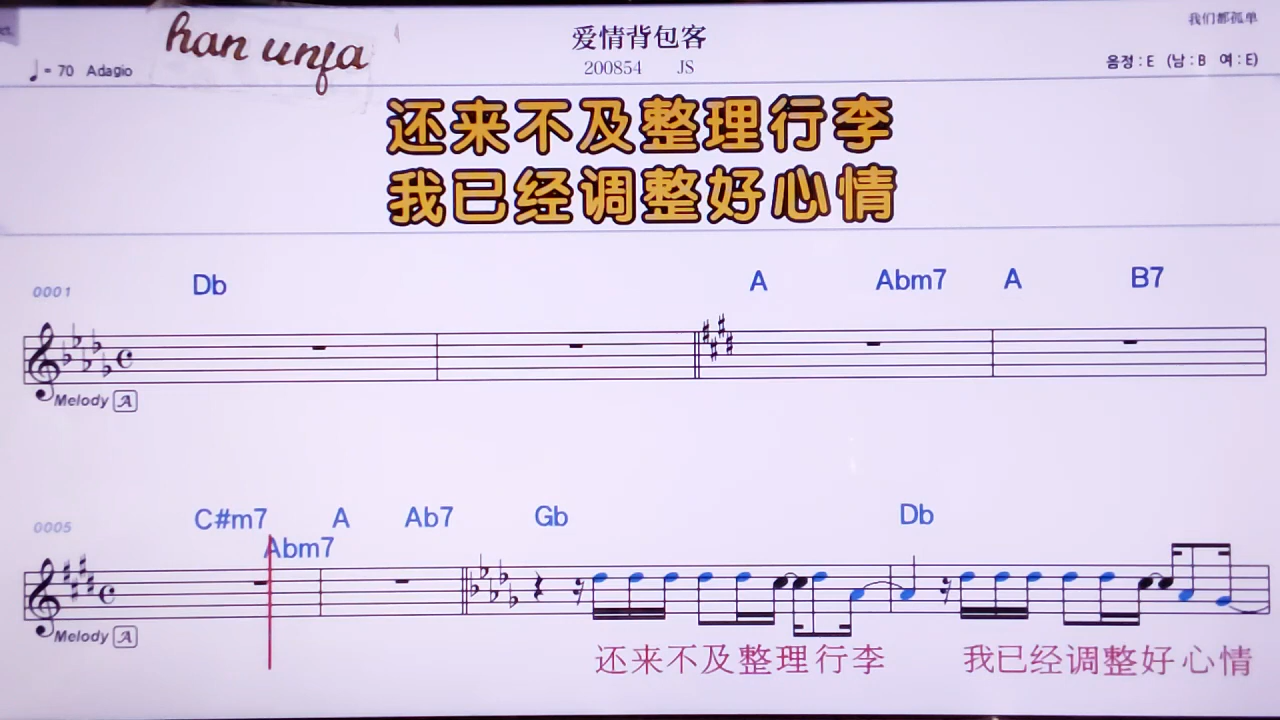 han unfa
爱情背包客
我们都孤单
♩= 70 Adagio
200854 JS
음정 : E (남 : B 여 : E)
还来不及整理行李
我已经调整好心情
0001 Db A Abm7 A B7
Melody A
0005 C#m7 Abm7 A Ab7 Gb Db
Melody A
还来不及整理行李 我已经调整好心情